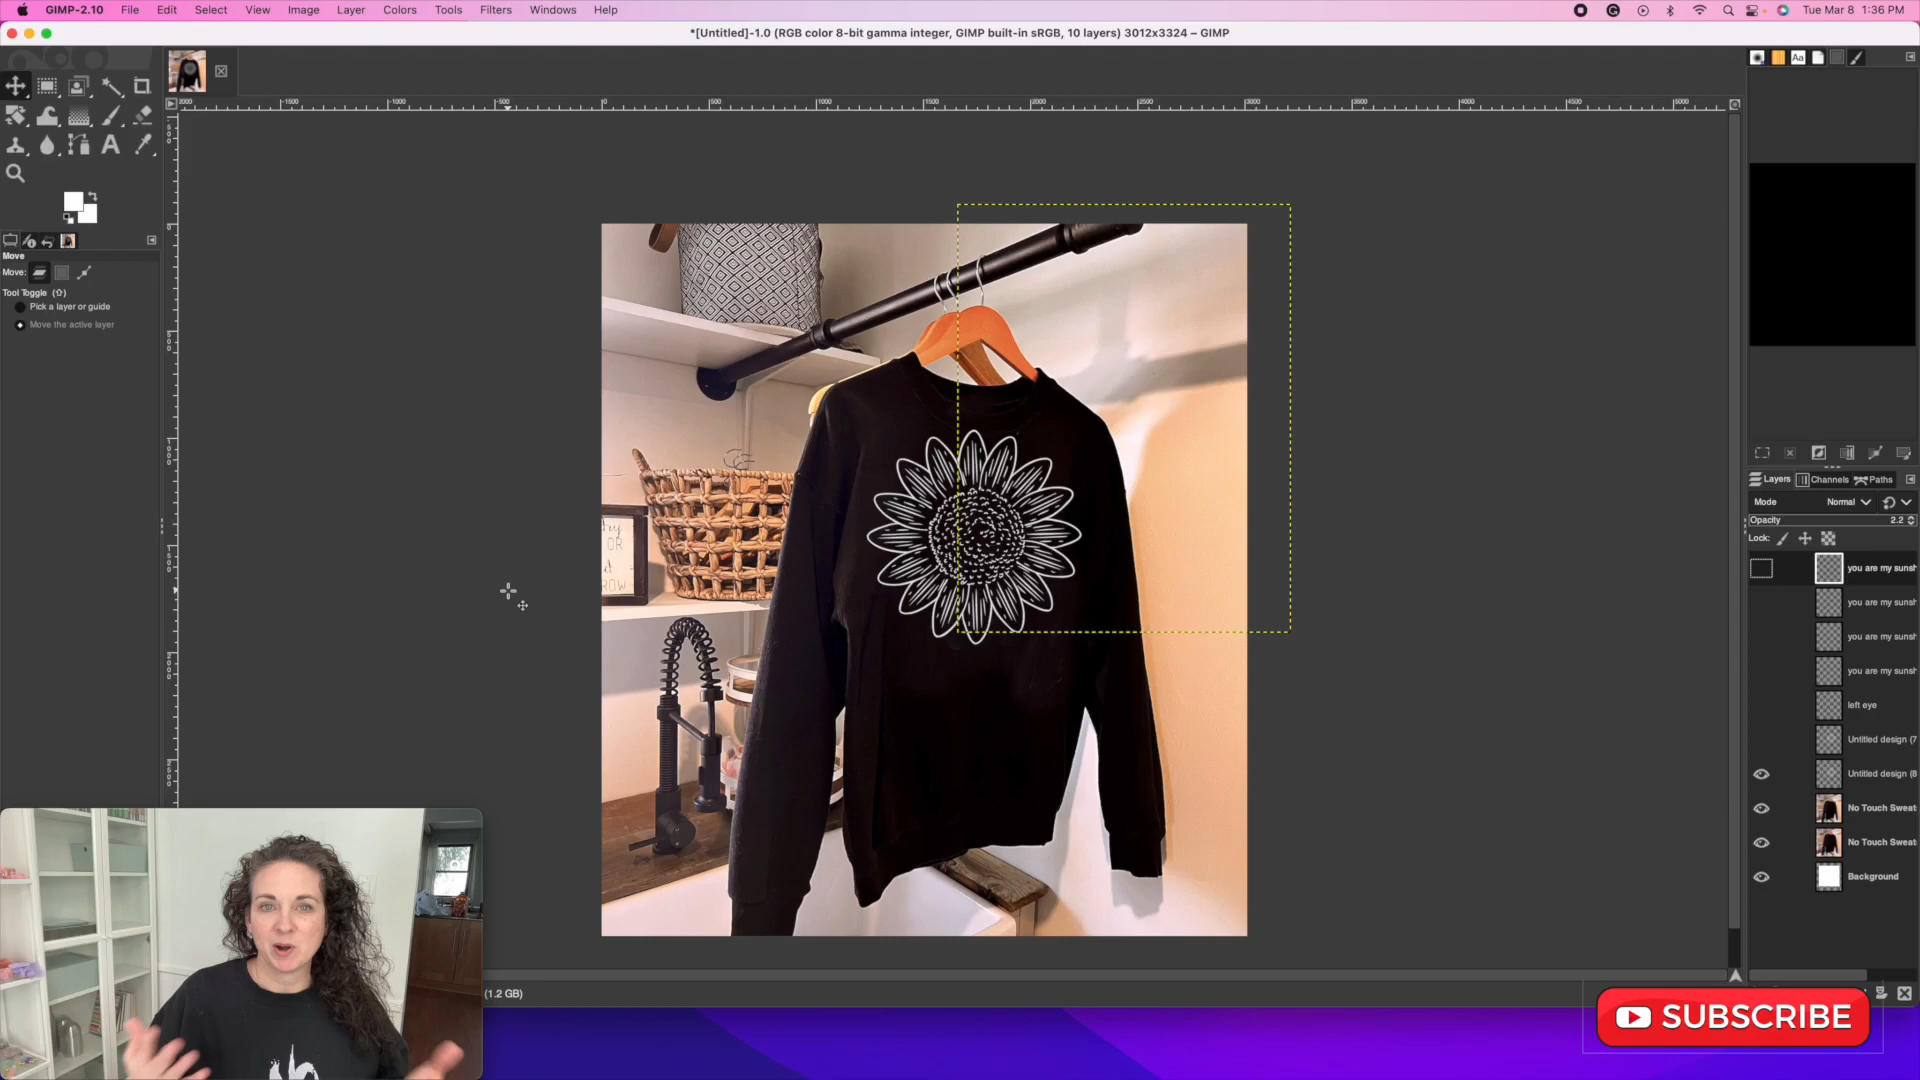 GIMP-2.10 File Edit Select View Image Layer Colors Tools Filters Windows Help
Tue Mar 8 1:36 PM
*[Untitled]-1.0 (RGB color 8-bit gamma integer, GIMP built-in sRGB, 10 layers) 3012x3324 – GIMP
Move
Move:
Tool Toggle (⇧)
Pick a layer or guide
Move the active layer
Aa
Layers Channels Paths
Mode Normal
Opacity 2.2
Lock:
you are my sunsh
you are my sunsh
you are my sunsh
you are my sunsh
left eye
Untitled design (7
Untitled design (8
No Touch Sweat
No Touch Sweat
Background
OR
ROW
(1.2 GB)
SUBSCRIBE